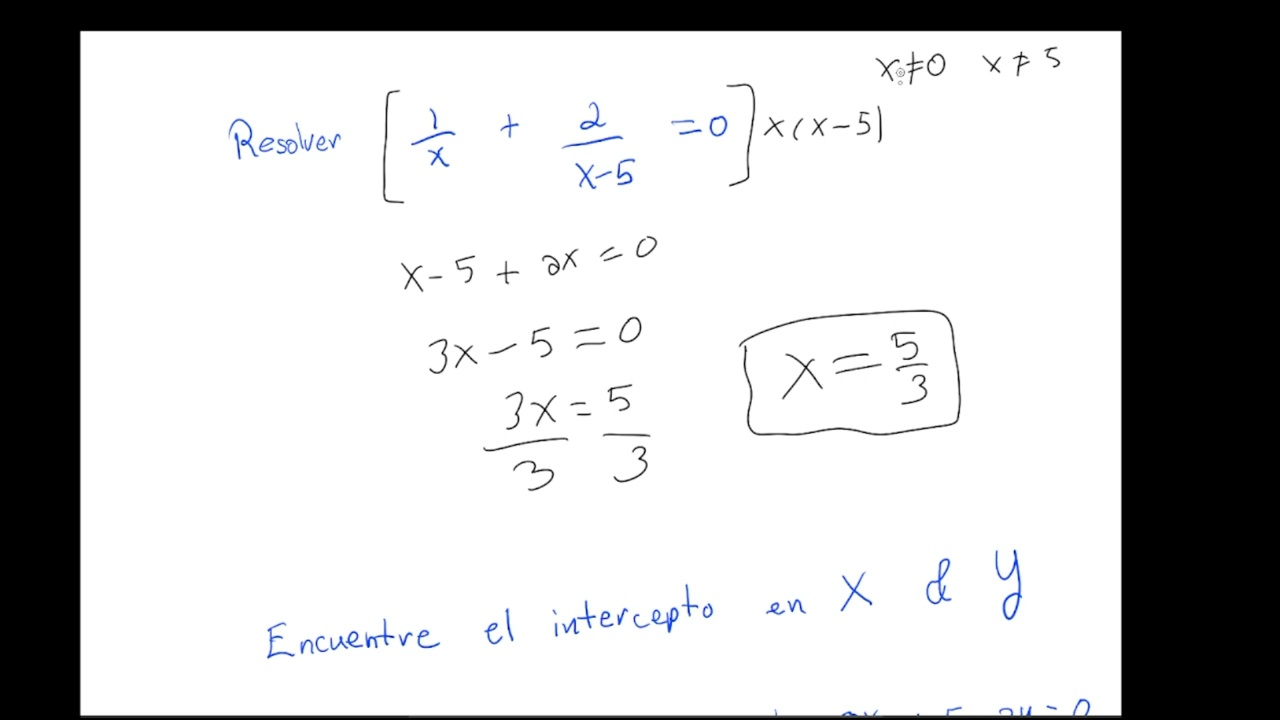 x≠0 x≠5
Resolver [ 1/x + 2/(x-5) = 0 ] x(x-5)
x-5 + 2x = 0
3x - 5 = 0
3x/3 = 5/3
x = 5/3
Encuentre el intercepto en X & y